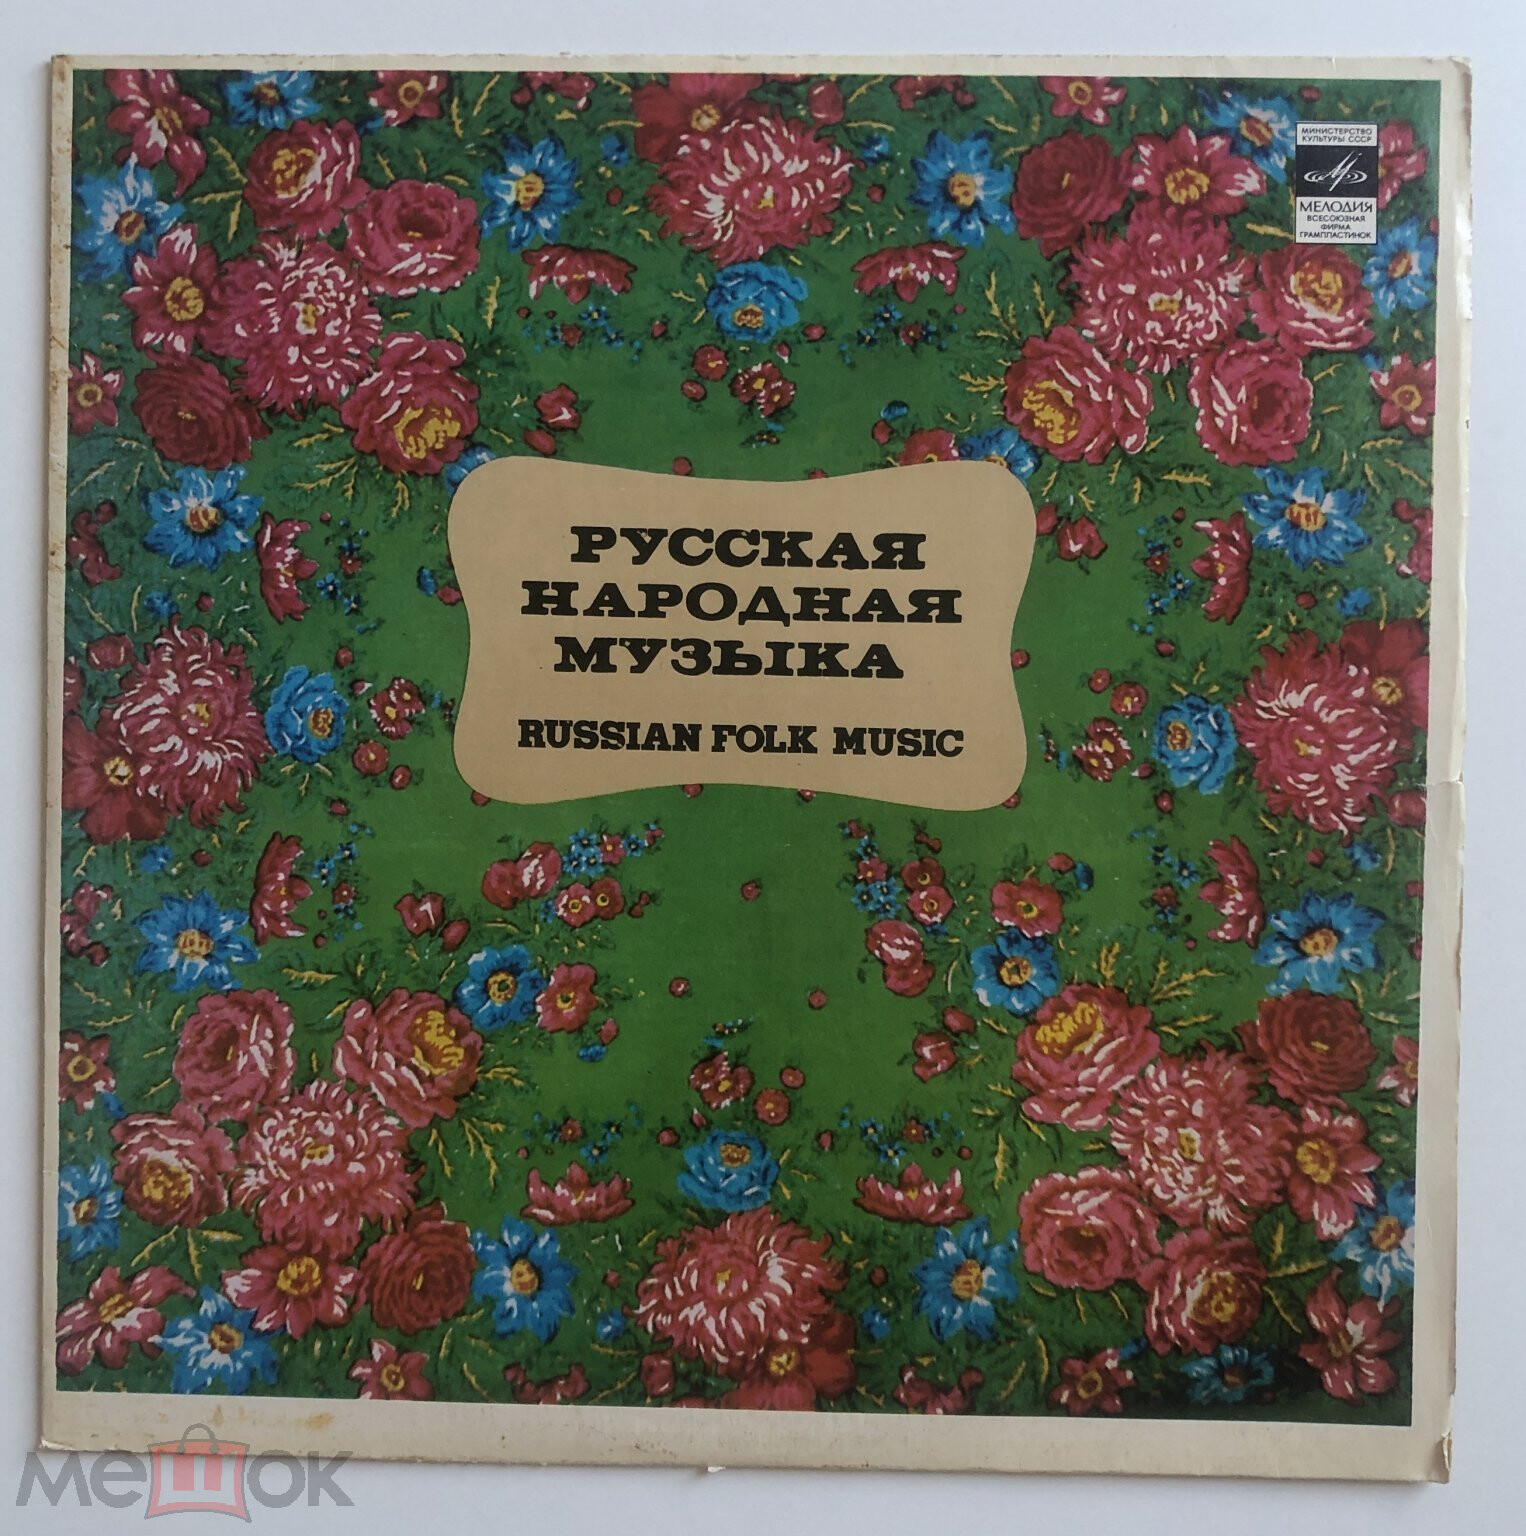 МИНИСТЕРСТВО
КУЛЬТУРЫ СССР
МЕЛОДИЯ
ВСЕСОЮЗНАЯ
ФИРМА
ГРАМПЛАСТИНОК
РУССКАЯ
НАРОДНАЯ
МУЗЫКА
RUSSIAN FOLK MUSIC
мешок